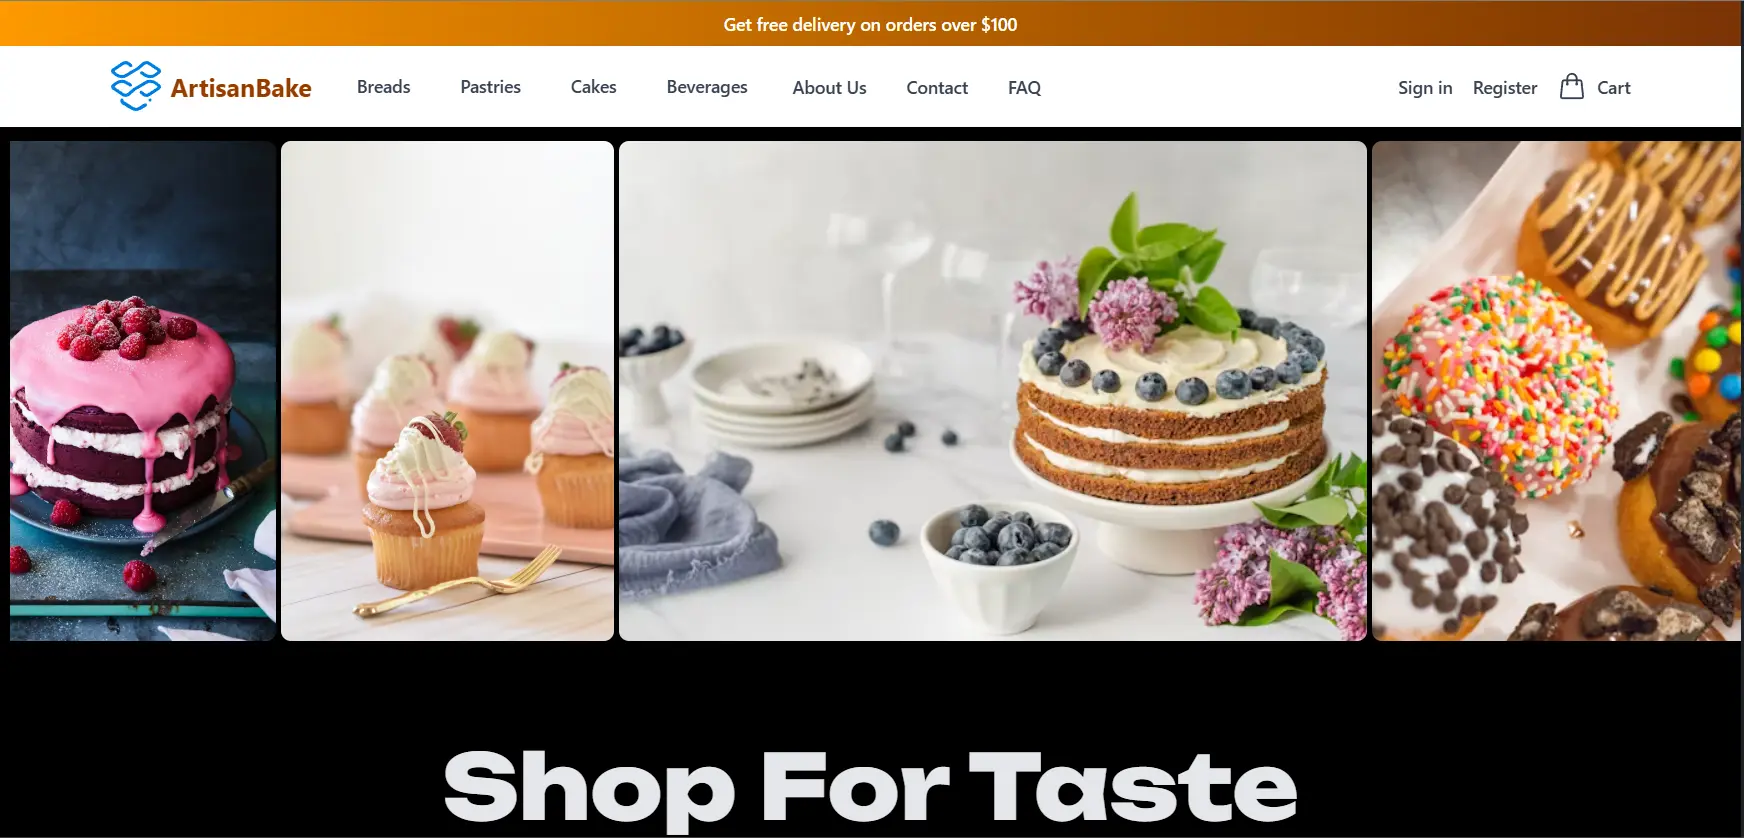 Get free delivery on orders over $100
ArtisanBake Breads Pastries Cakes Beverages About Us Contact FAQ Sign in Register Cart
Shop For Taste